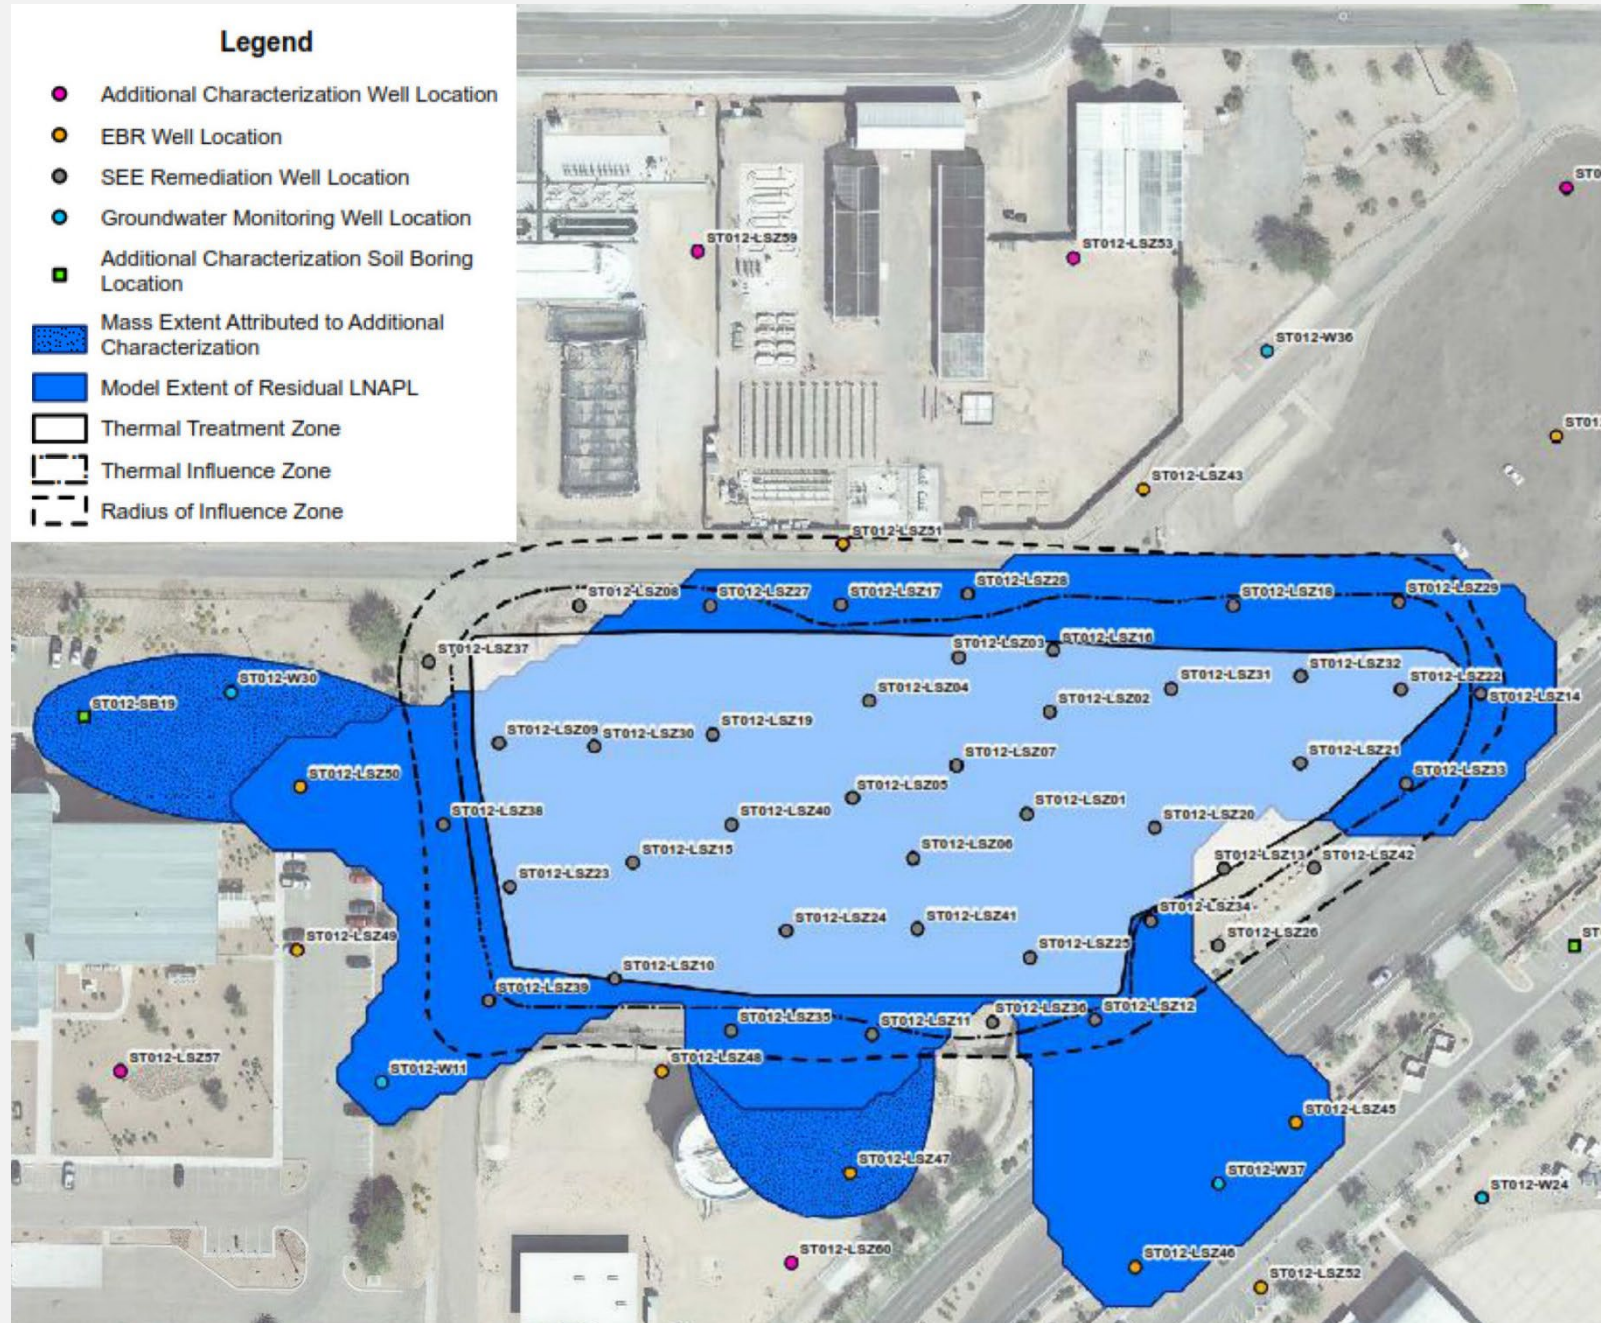 Legend
Additional Characterization Well Location
EBR Well Location
SEE Remediation Well Location
Groundwater Monitoring Well Location
Additional Characterization Soil Boring
Location
Mass Extent Attributed to Additional
Characterization
Model Extent of Residual LNAPL
Thermal Treatment Zone
Thermal Influence Zone
Radius of Influence Zone
ST0
ST012-LSZ59
ST012-LSZ53
ST012-W36
ST012
ST012-LSZ43
ST012-LSZ51
ST012-LSZ28
ST012-LSZ08
ST012-LSZ27
ST012-LSZ17
ST012-LSZ18
ST012-LSZ29
ST012-LSZ37
ST012-LSZ03
ST012-LSZ16
ST012-W30
ST012-LSZ04
ST012-LSZ31
ST012-LSZ32
ST012-LSZ22
ST012-LSZ14
ST012-SB19
ST012-LSZ02
ST012-LSZ09
ST012-LSZ30
ST012-LSZ19
ST012-LSZ07
ST012-LSZ21
ST012-LSZ33
ST012-LSZ50
ST012-LSZ05
ST012-LSZ38
ST012-LSZ40
ST012-LSZ01
ST012-LSZ20
ST012-LSZ15
ST012-LSZ06
ST012-LSZ13
ST012-LSZ42
ST012-LSZ23
ST012-LSZ24
ST012-LSZ41
ST012-LSZ34
ST012-LSZ49
ST012-LSZ25
ST012-LSZ26
ST
ST012-LSZ10
ST012-LSZ39
ST012-LSZ35
ST012-LSZ11
ST012-LSZ36
ST012-LSZ12
ST012-LSZ57
ST012-W11
ST012-LSZ48
ST012-LSZ45
ST012-LSZ47
ST012-W37
ST012-W24
ST012-LSZ60
ST012-LSZ46
ST012-LSZ52